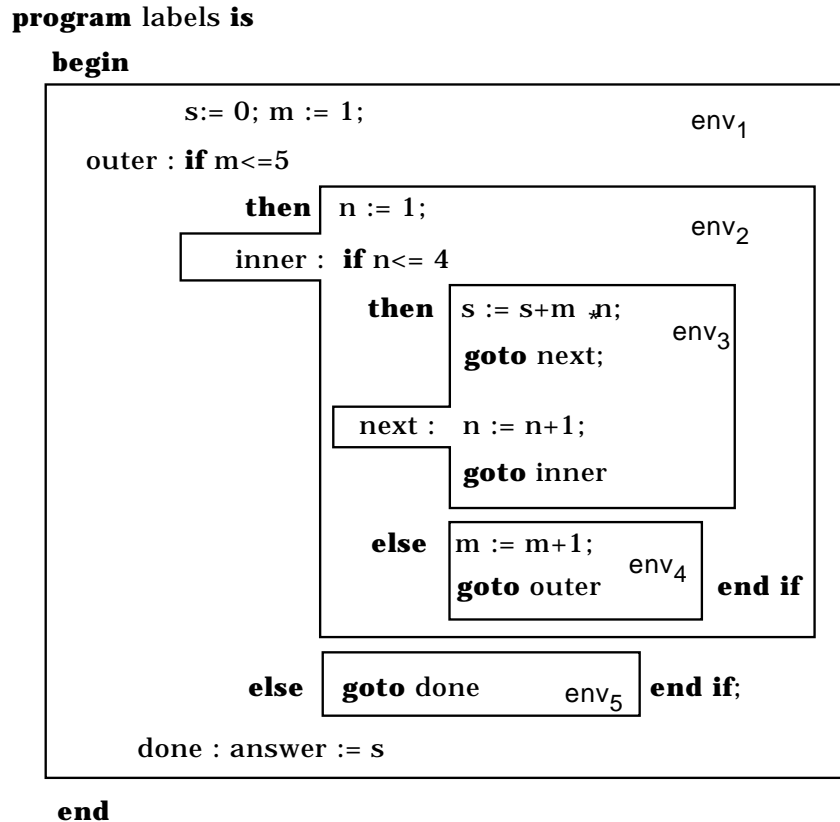 program labels is
begin
s:= 0; m := 1; env1
outer : if m<=5
then n := 1; env2
inner : if n<= 4
then s := s+m *n; env3
goto next;
next : n := n+1;
goto inner
else m := m+1; env4
goto outer end if
else goto done env5 end if;
done : answer := s
end